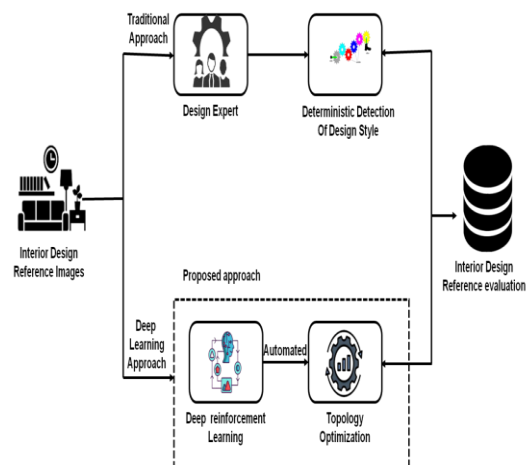 Traditional
Approach
Design Expert
Deterministic Detection
Of Design Style
Interior Design
Reference Images
Interior Design
Reference evaluation
Proposed approach
Deep
Learning
Approach
Automated
Deep reinforcement
Learning
Topology
Optimization